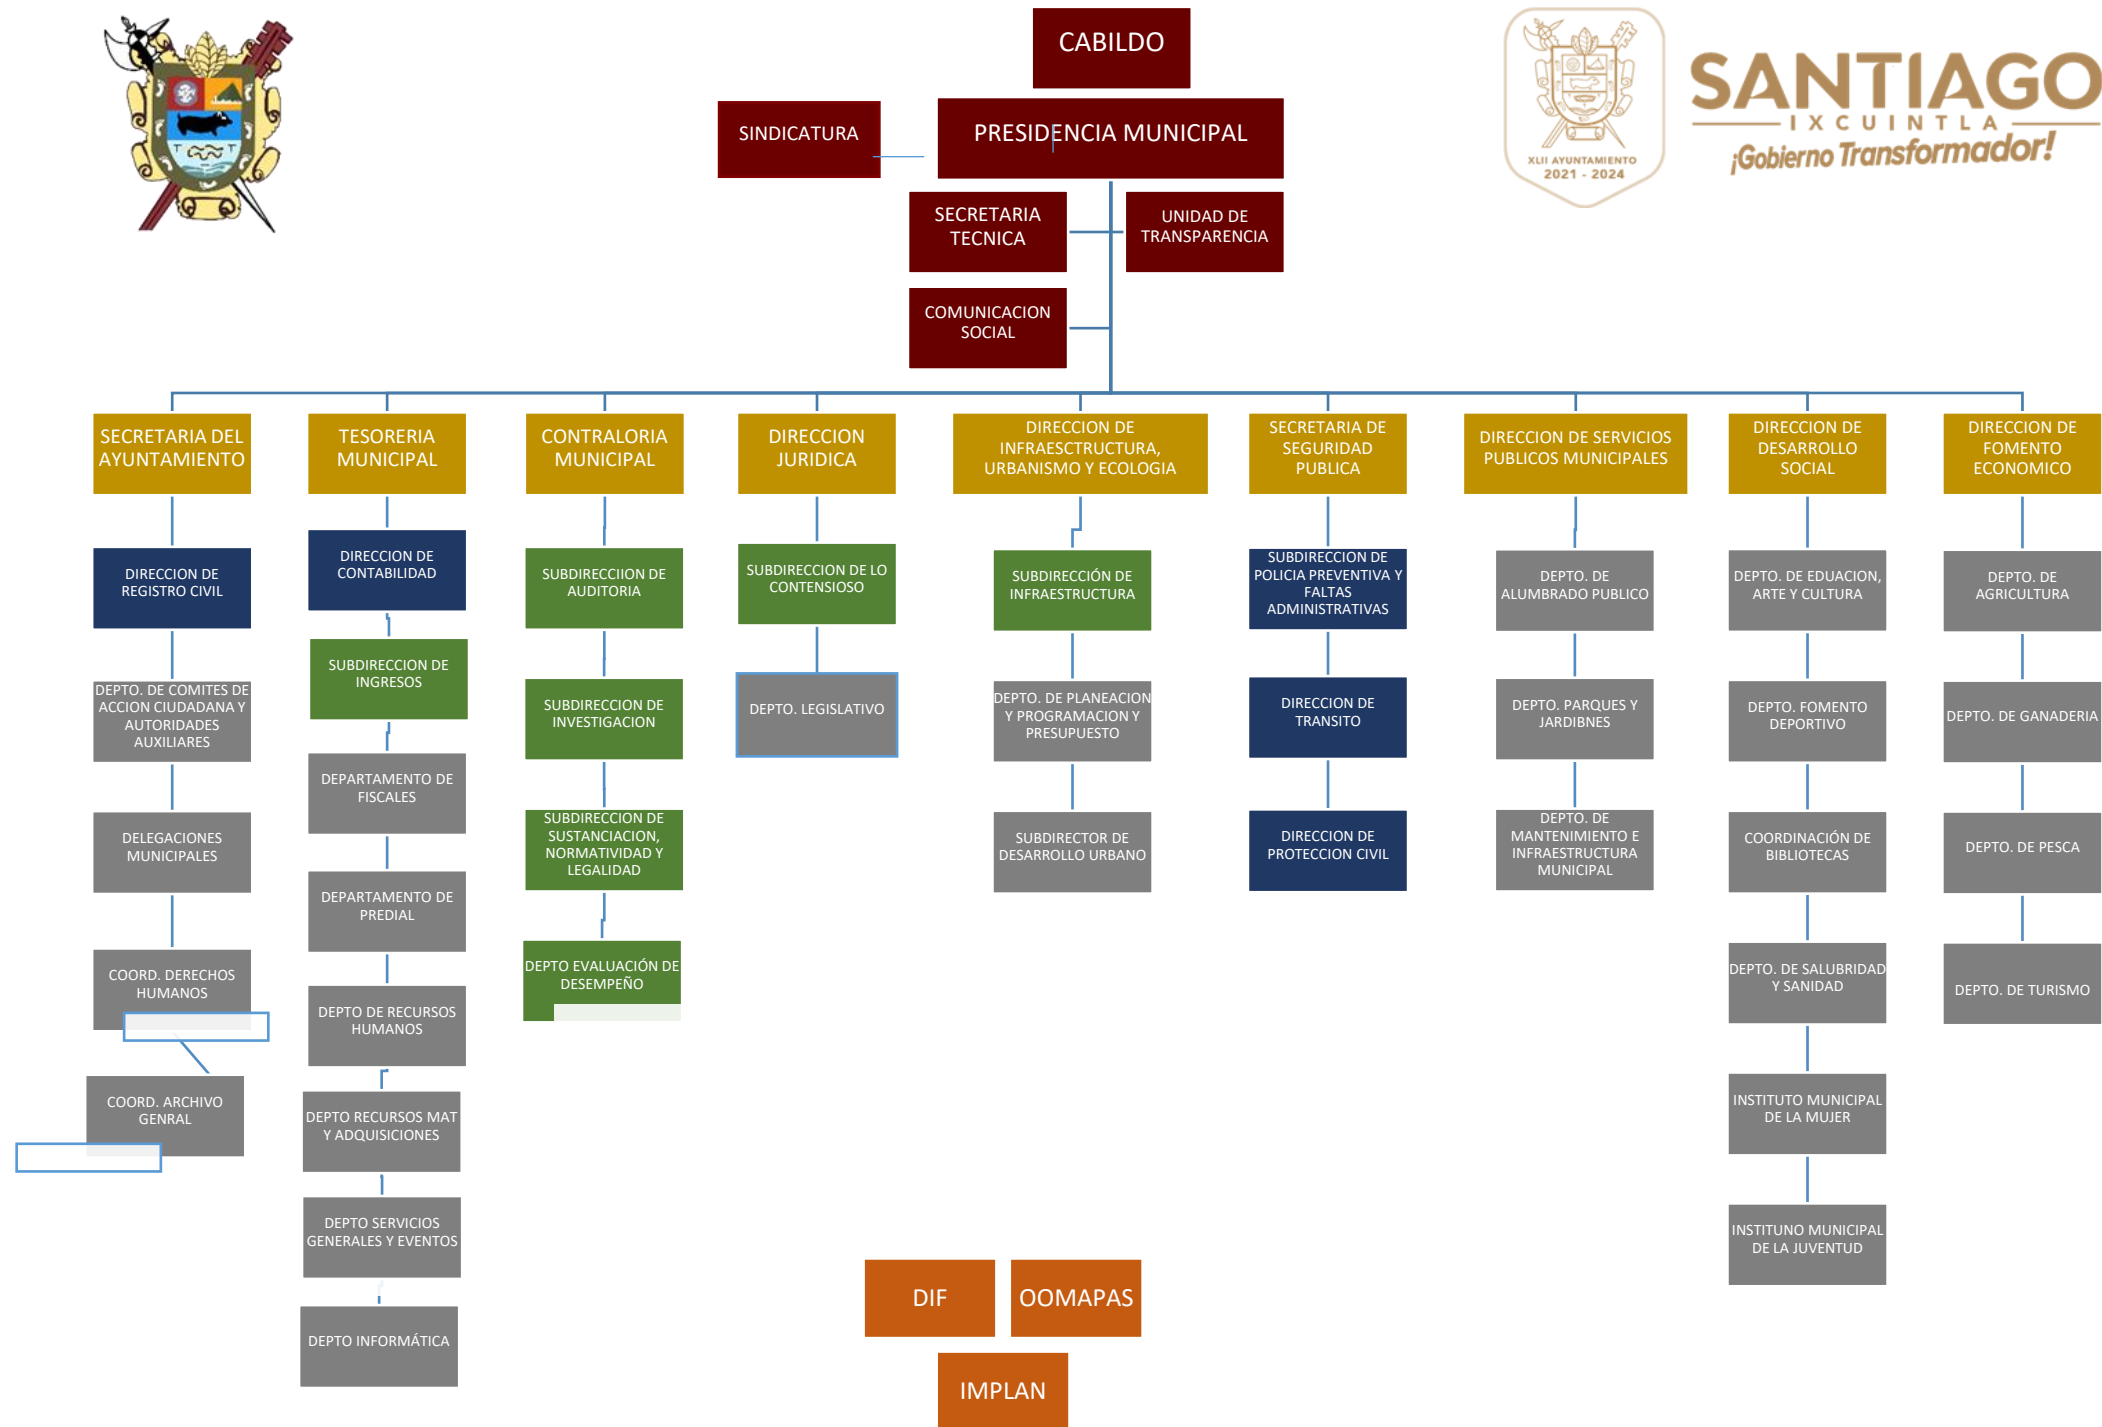 CABILDO
SINDICATURA
PRESIDENCIA MUNICIPAL
XLII AYUNTAMIENTO
2021 - 2024
SANTIAGO
IXCUINTLA
¡Gobierno Transformador!
SECRETARIA
TECNICA
UNIDAD DE
TRANSPARENCIA
COMUNICACION
SOCIAL
SECRETARIA DEL
AYUNTAMIENTO
DIRECCION DE
REGISTRO CIVIL
DEPTO. DE COMITES DE
ACCION CIUDADANA Y
AUTORIDADES
AUXILIARES
DELEGACIONES
MUNICIPALES
COORD. DERECHOS
HUMANOS
COORD. ARCHIVO
GENRAL
TESORERIA
MUNICIPAL
DIRECCION DE
CONTABILIDAD
SUBDIRECCION DE
INGRESOS
DEPARTAMENTO DE
FISCALES
DEPARTAMENTO DE
PREDIAL
DEPTO DE RECURSOS
HUMANOS
DEPTO RECURSOS MAT
Y ADQUISICIONES
DEPTO SERVICIOS
GENERALES Y EVENTOS
DEPTO INFORMÁTICA
CONTRALORIA
MUNICIPAL
SUBDIRECCIION DE
AUDITORIA
SUBDIRECCION DE
INVESTIGACION
SUBDIRECCION DE
SUSTANCIACION,
NORMATIVIDAD Y
LEGALIDAD
DEPTO EVALUACIÓN DE
DESEMPEÑO
DIRECCION
JURIDICA
SUBDIRECCION DE LO
CONTENSIOSO
DEPTO. LEGISLATIVO
DIRECCION DE
INFRAESCTRUCTURA,
URBANISMO Y ECOLOGIA
SUBDIRECCIÓN DE
INFRAESTRUCTURA
DEPTO. DE PLANEACION
Y PROGRAMACION Y
PRESUPUESTO
SUBDIRECTOR DE
DESARROLLO URBANO
SECRETARIA DE
SEGURIDAD
PUBLICA
SUBDIRECCION DE
POLICIA PREVENTIVA Y
FALTAS
ADMINISTRATIVAS
DIRECCION DE
TRANSITO
DIRECCION DE
PROTECCION CIVIL
DIRECCION DE SERVICIOS
PUBLICOS MUNICIPALES
DEPTO. DE
ALUMBRADO PUBLICO
DEPTO. PARQUES Y
JARDIBNES
DEPTO. DE
MANTENIMIENTO E
INFRAESTRUCTURA
MUNICIPAL
DIRECCION DE
DESARROLLO
SOCIAL
DEPTO. DE EDUACION,
ARTE Y CULTURA
DEPTO. FOMENTO
DEPORTIVO
COORDINACIÓN DE
BIBLIOTECAS
DEPTO. DE SALUBRIDAD
Y SANIDAD
INSTITUTO MUNICIPAL
DE LA MUJER
INSTITUNO MUNICIPAL
DE LA JUVENTUD
DIRECCION DE
FOMENTO
ECONOMICO
DEPTO. DE
AGRICULTURA
DEPTO. DE GANADERIA
DEPTO. DE PESCA
DEPTO. DE TURISMO
DIF
OOMAPAS
IMPLAN